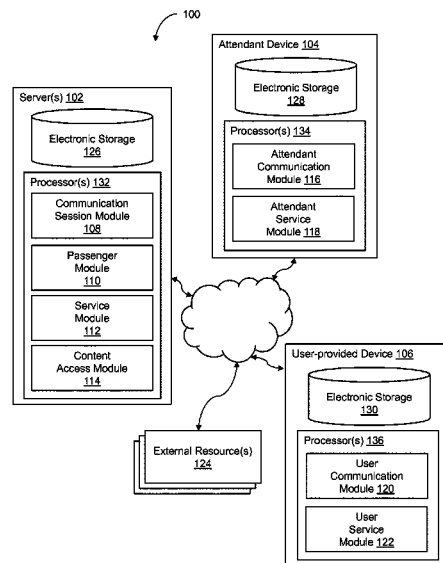 100
Server(s) 102
Electronic Storage
126
Processor(s) 132
Communication
Session Module
108
Passenger
Module
110
Service
Module
112
Content
Access Module
114
Attendant Device 104
Electronic Storage
128
Processor(s) 134
Attendant
Communication
Module 116
Attendant
Service
Module 118
External Resource(s)
124
User-provided Device 106
Electronic Storage
130
Processor(s) 136
User
Communication
Module 120
User
Service
Module 122